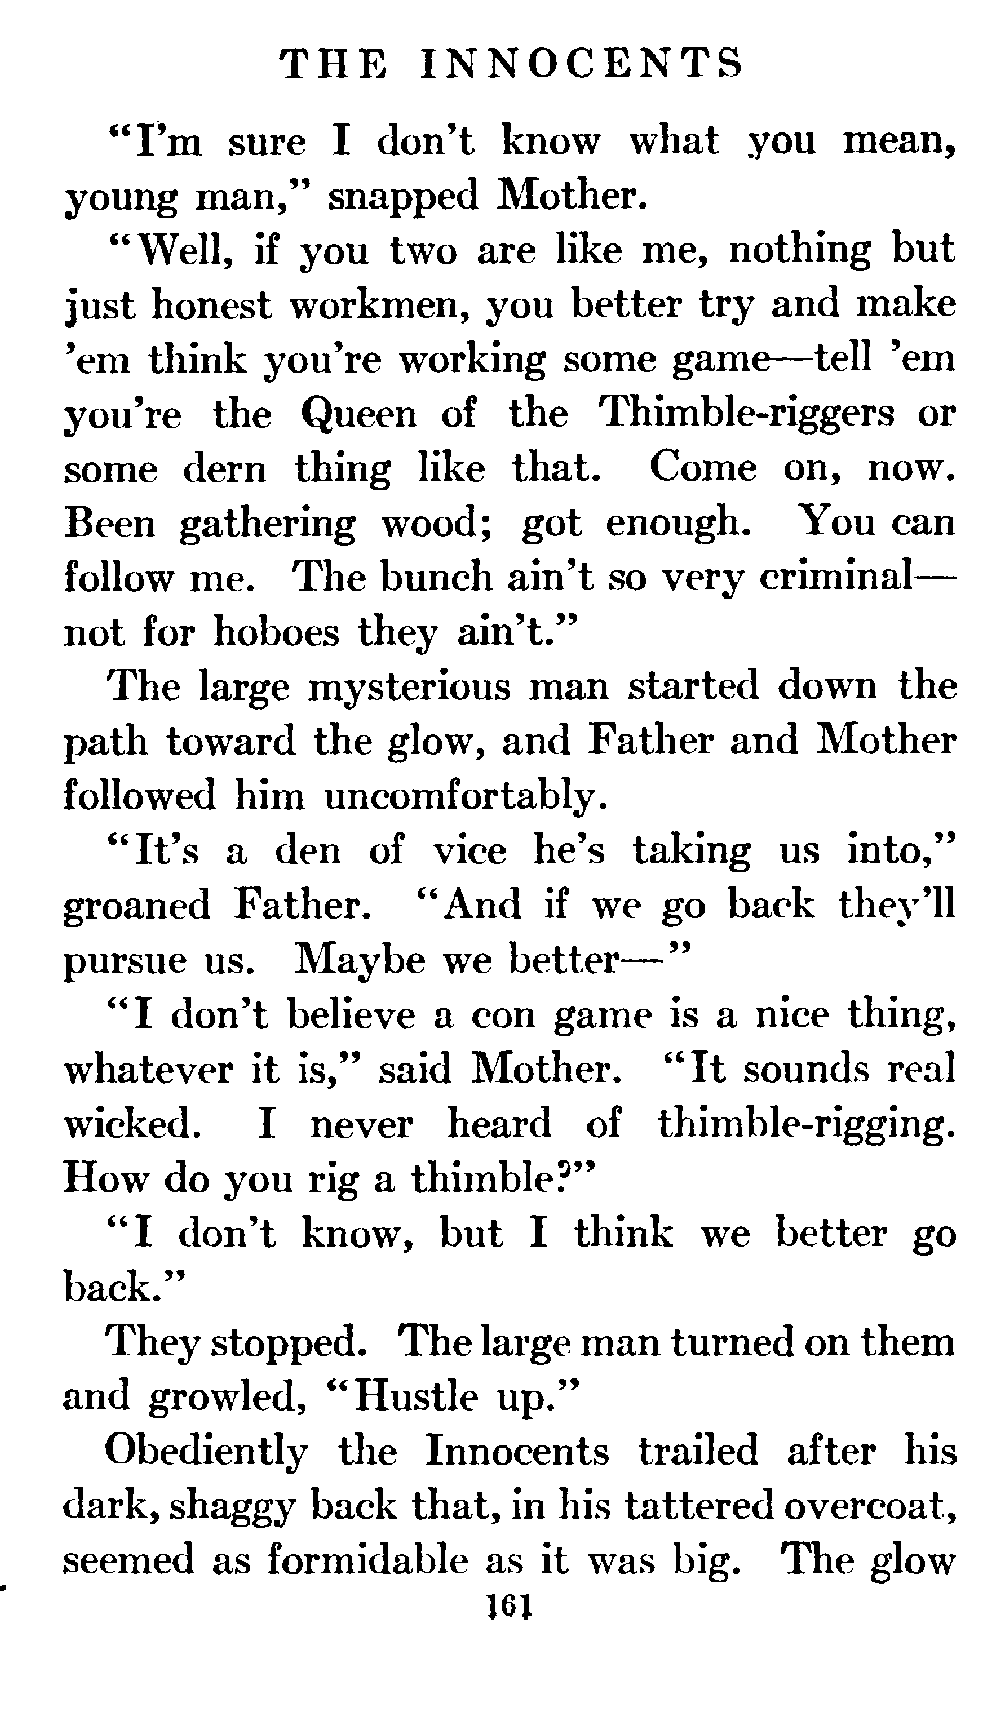 THE INNOCENTS
"I'm sure I don't know what you mean,
young man," snapped Mother.
"Well, if you two are like me, nothing but
just honest workmen, you better try and make
'em think you're working some game—tell 'em
you're the Queen of the Thimble-riggers or
some dern thing like that. Come on, now.
Been gathering wood; got enough. You can
follow me. The bunch ain't so very criminal—
not for hoboes they ain't."
The large mysterious man started down the
path toward the glow, and Father and Mother
followed him uncomfortably.
"It's a den of vice he's taking us into,"
groaned Father. "And if we go back they'll
pursue us. Maybe we better—"
"I don't believe a con game is a nice thing,
whatever it is," said Mother. "It sounds real
wicked. I never heard of thimble-rigging.
How do you rig a thimble?"
"I don't know, but I think we better go
back."
They stopped. The large man turned on them
and growled, "Hustle up."
Obediently the Innocents trailed after his
dark, shaggy back that, in his tattered overcoat,
seemed as formidable as it was big. The glow
161